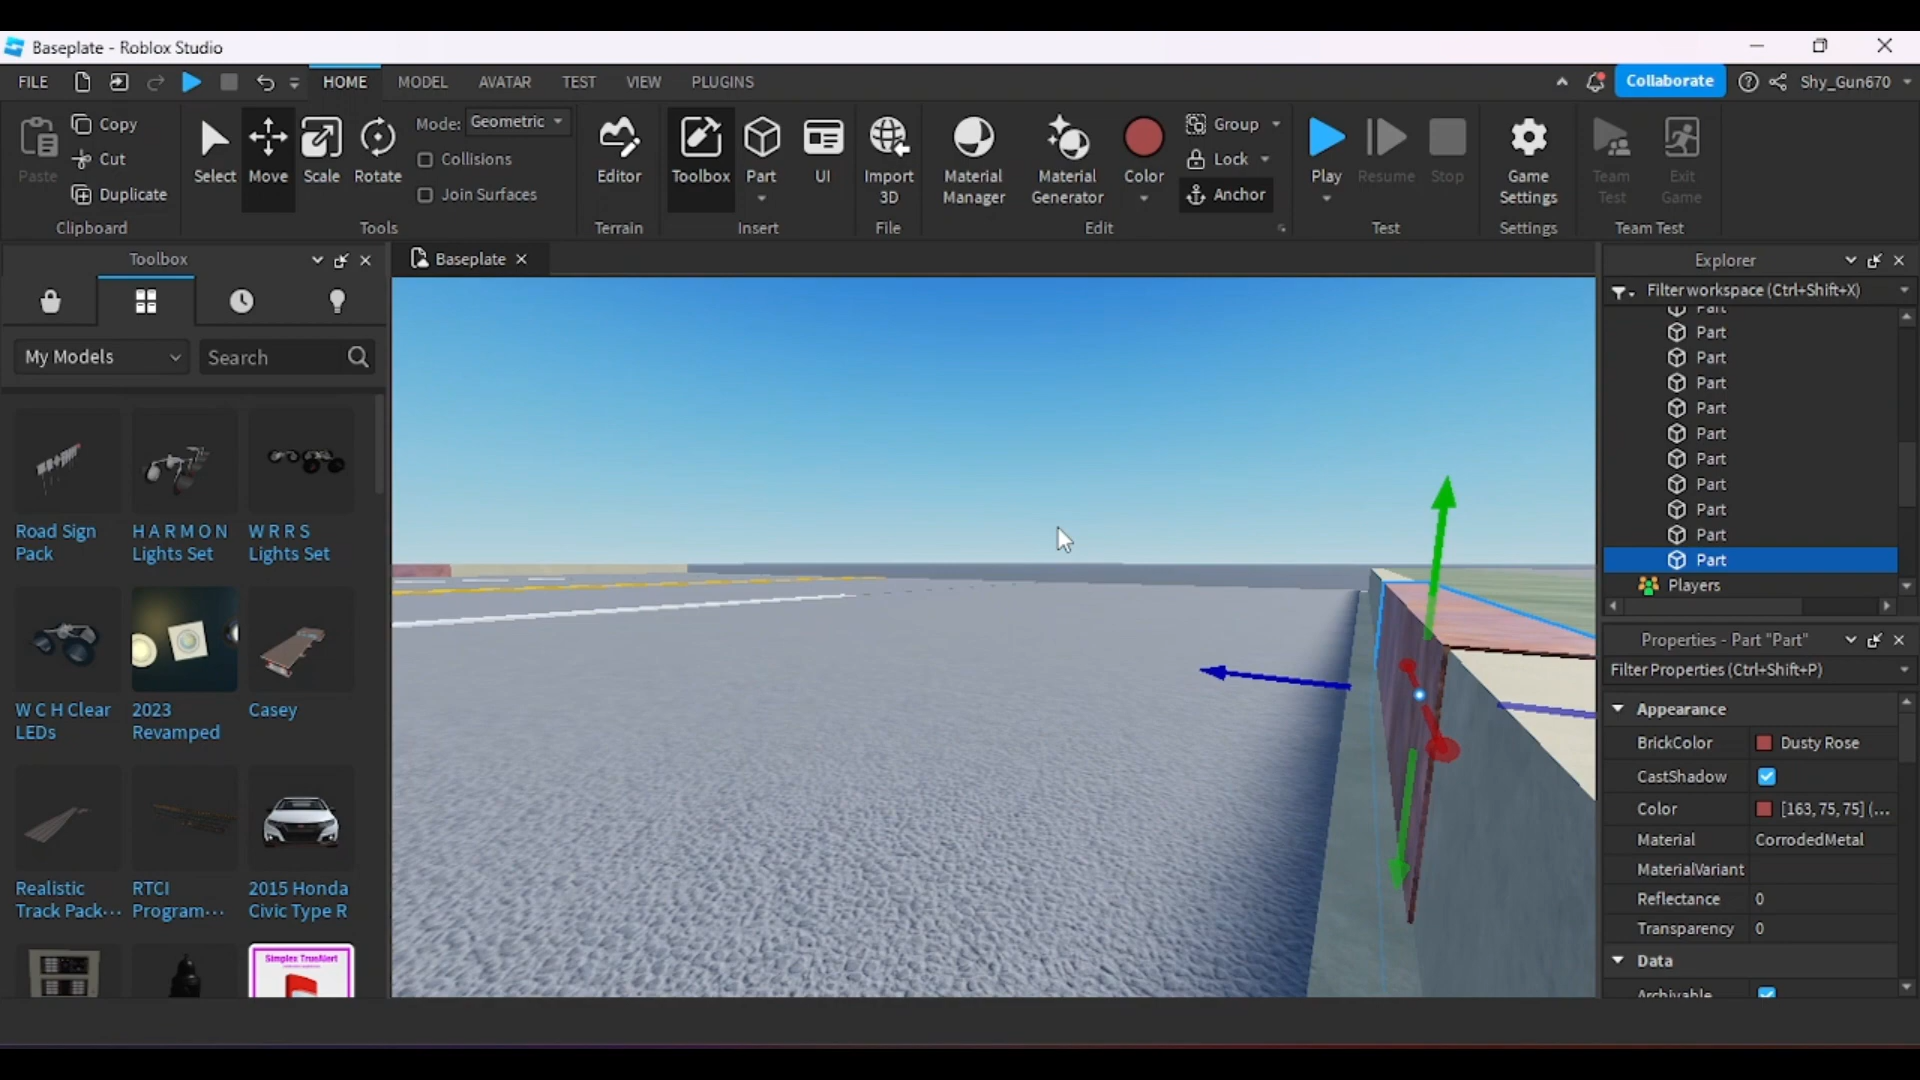 Baseplate - Roblox Studio
FILE HOME MODEL AVATAR TEST VIEW PLUGINS Collaborate Shy_Gun670
Paste
Copy
Cut
Duplicate
Clipboard
Select Move Scale Rotate
Mode: Geometric
Collisions
Join Surfaces
Tools
Editor
Terrain
Toolbox Part UI
Insert
Import
3D
File
Material
Manager
Material
Generator
Color
Group
Lock
Anchor
Edit
Play Resume Stop
Test
Game
Settings
Settings
Team
Test
Exit
Game
Team Test
Toolbox
My Models
Search
Road Sign
Pack
H A R M O N
Lights Set
W R R S
Lights Set
W C H Clear
LEDs
2023
Revamped
Casey
Realistic
Track Pack...
RTCI
Program...
2015 Honda
Civic Type R
Simplex TrueAlert
Baseplate
Explorer
Filter workspace (Ctrl+Shift+X)
Part
Part
Part
Part
Part
Part
Part
Part
Part
Part
Part
Players
Properties - Part "Part"
Filter Properties (Ctrl+Shift+P)
Appearance
BrickColor Dusty Rose
CastShadow
Color [163,75,75] (...
Material CorrodedMetal
MaterialVariant
Reflectance 0
Transparency 0
Data
Archivable